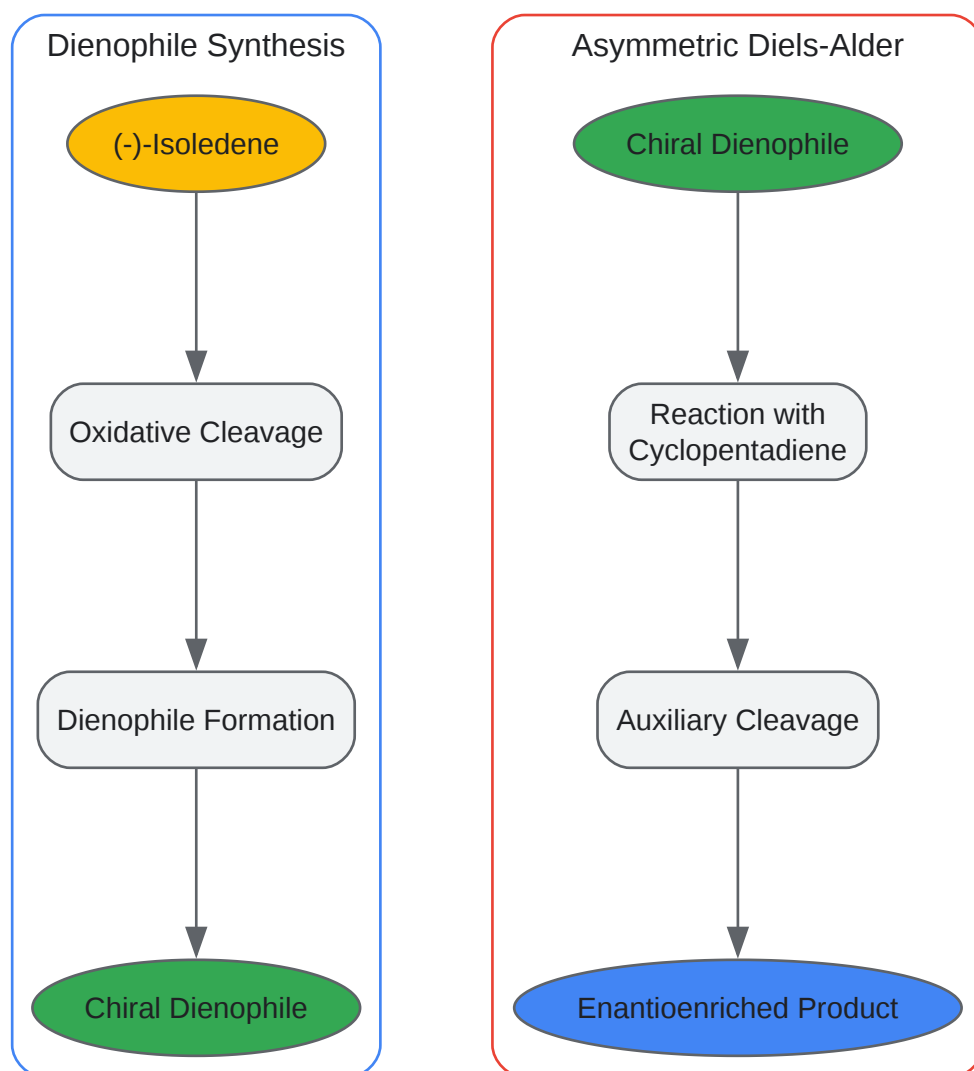 Dienophile Synthesis
(-)-Isoledene
Oxidative Cleavage
Dienophile Formation
Chiral Dienophile
Asymmetric Diels-Alder
Chiral Dienophile
Reaction with
Cyclopentadiene
Auxiliary Cleavage
Enantioenriched Product